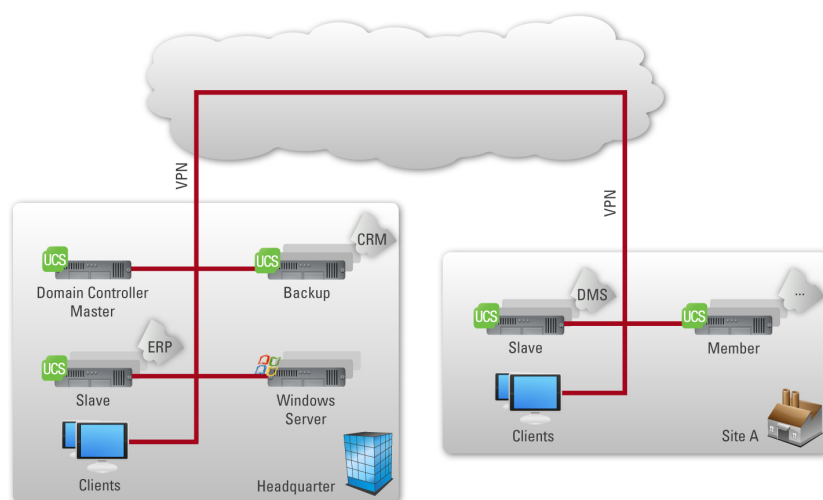 VPN
VPN
UCS
UCS
CRM
Domain Controller
Master
Backup
UCS
ERP
Slave
Windows
Server
Clients
Headquarter
UCS
DMS
UCS
...
Slave
Member
Clients
Site A